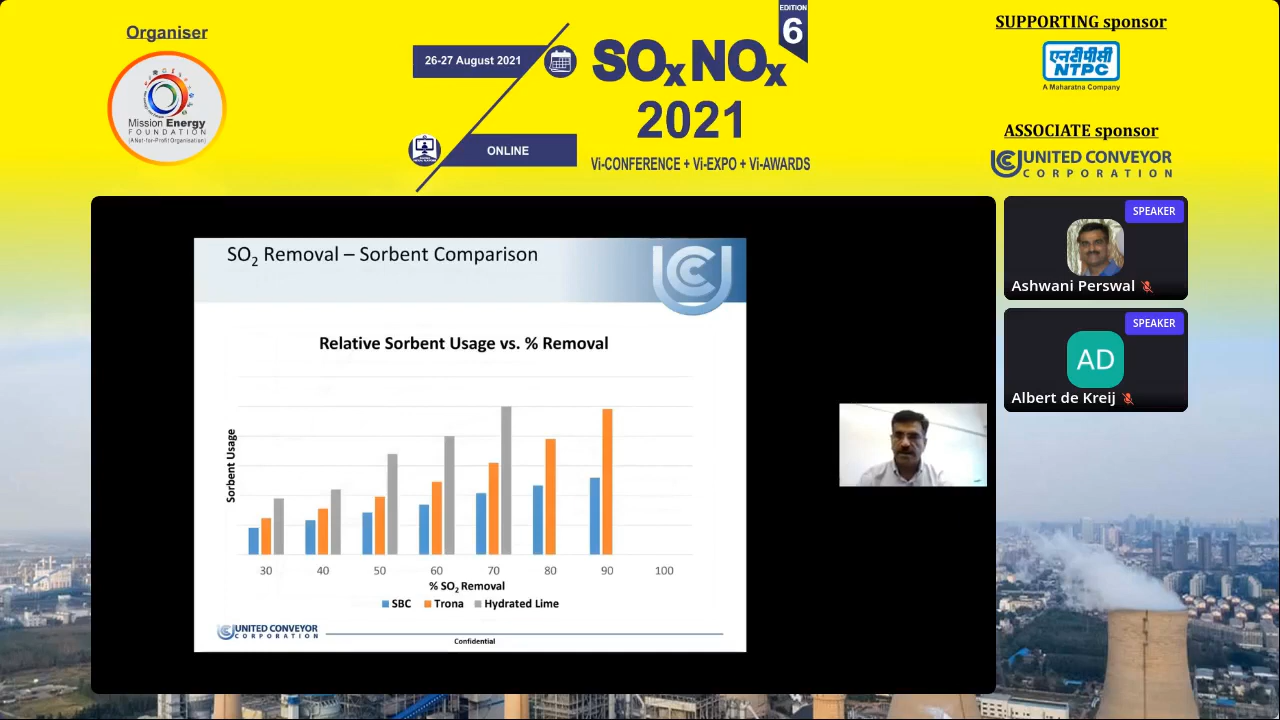 Organiser
Mission Energy
FOUNDATION
(A Not-for-Profit Organisation)
26-27 August 2021
ONLINE
EDITION
6
SOxNOx
2021
Vi-CONFERENCE + Vi-EXPO + Vi-AWARDS
SUPPORTING sponsor
एनटीपीसी
NTPC
A Maharatna Company
ASSOCIATE sponsor
UNITED CONVEYOR
CORPORATION
SPEAKER
Ashwani Perswal
SPEAKER
AD
Albert de Kreij
SO2 Removal – Sorbent Comparison
UCC
Relative Sorbent Usage vs. % Removal
Sorbent Usage
30 40 50 60 70 80 90 100
% SO2 Removal
SBC Trona Hydrated Lime
UNITED CONVEYOR
CORPORATION
Confidential